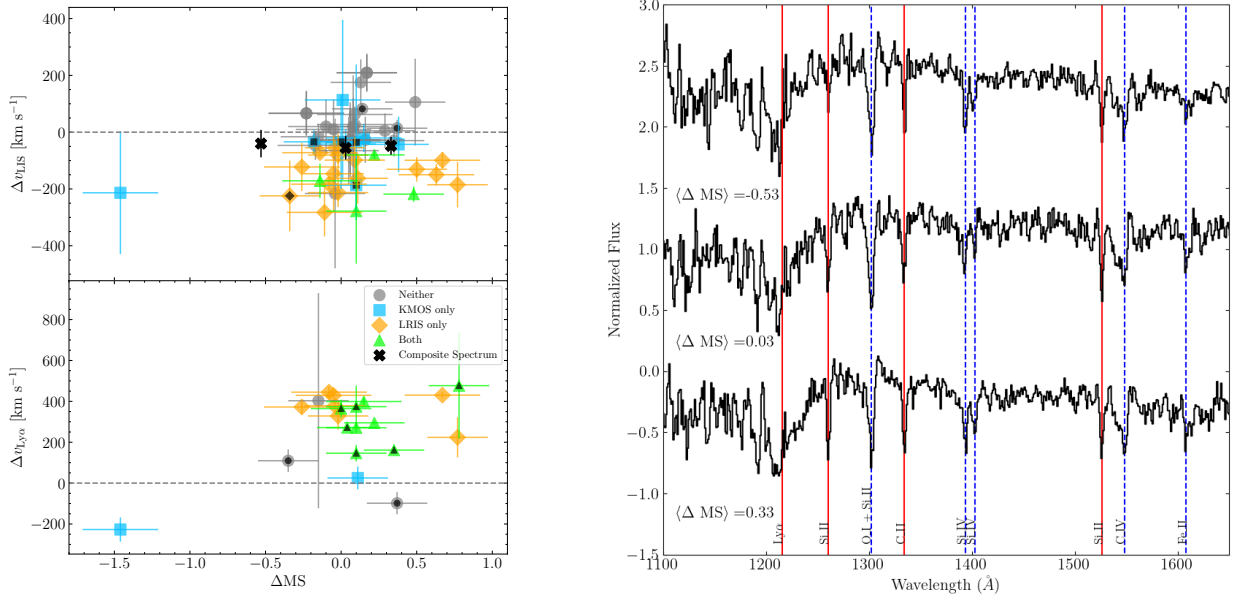 400
200
0
−200
−400
Δv_LIS [km s⁻¹]
800
600
400
200
0
−200
Δv_Lyα [km s⁻¹]
Neither
KMOS only
LRIS only
Both
Composite Spectrum
−1.5 −1.0 −0.5 0.0 0.5 1.0
ΔMS
3.0
2.5
2.0
1.5
1.0
0.5
0.0
−0.5
−1.0
−1.5
Normalized Flux
⟨Δ MS⟩ =-0.53
⟨Δ MS⟩ =0.03
⟨Δ MS⟩ =0.33
Lyα
Si II
O I + Si II
C II
Si IV
Si IV
Si II
C IV
Fe II
1100 1200 1300 1400 1500 1600
Wavelength (Å)